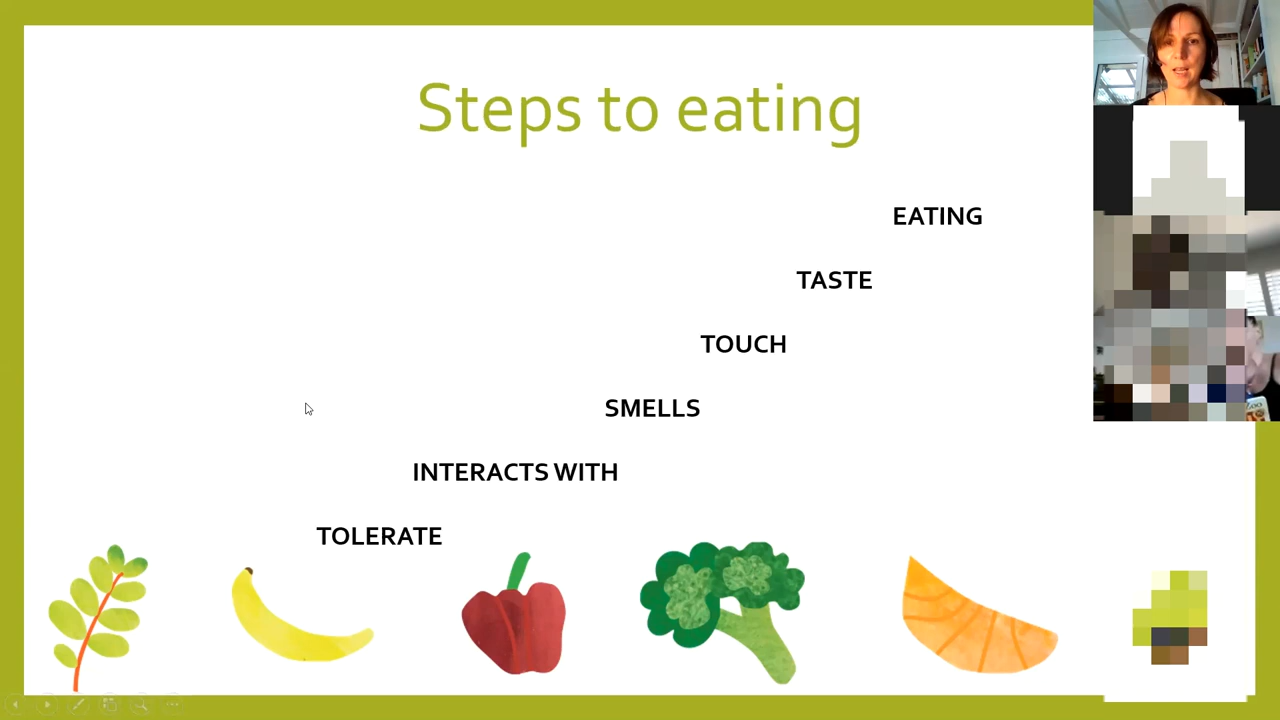 Steps to eating
EATING
TASTE
TOUCH
SMELLS
INTERACTS WITH
TOLERATE